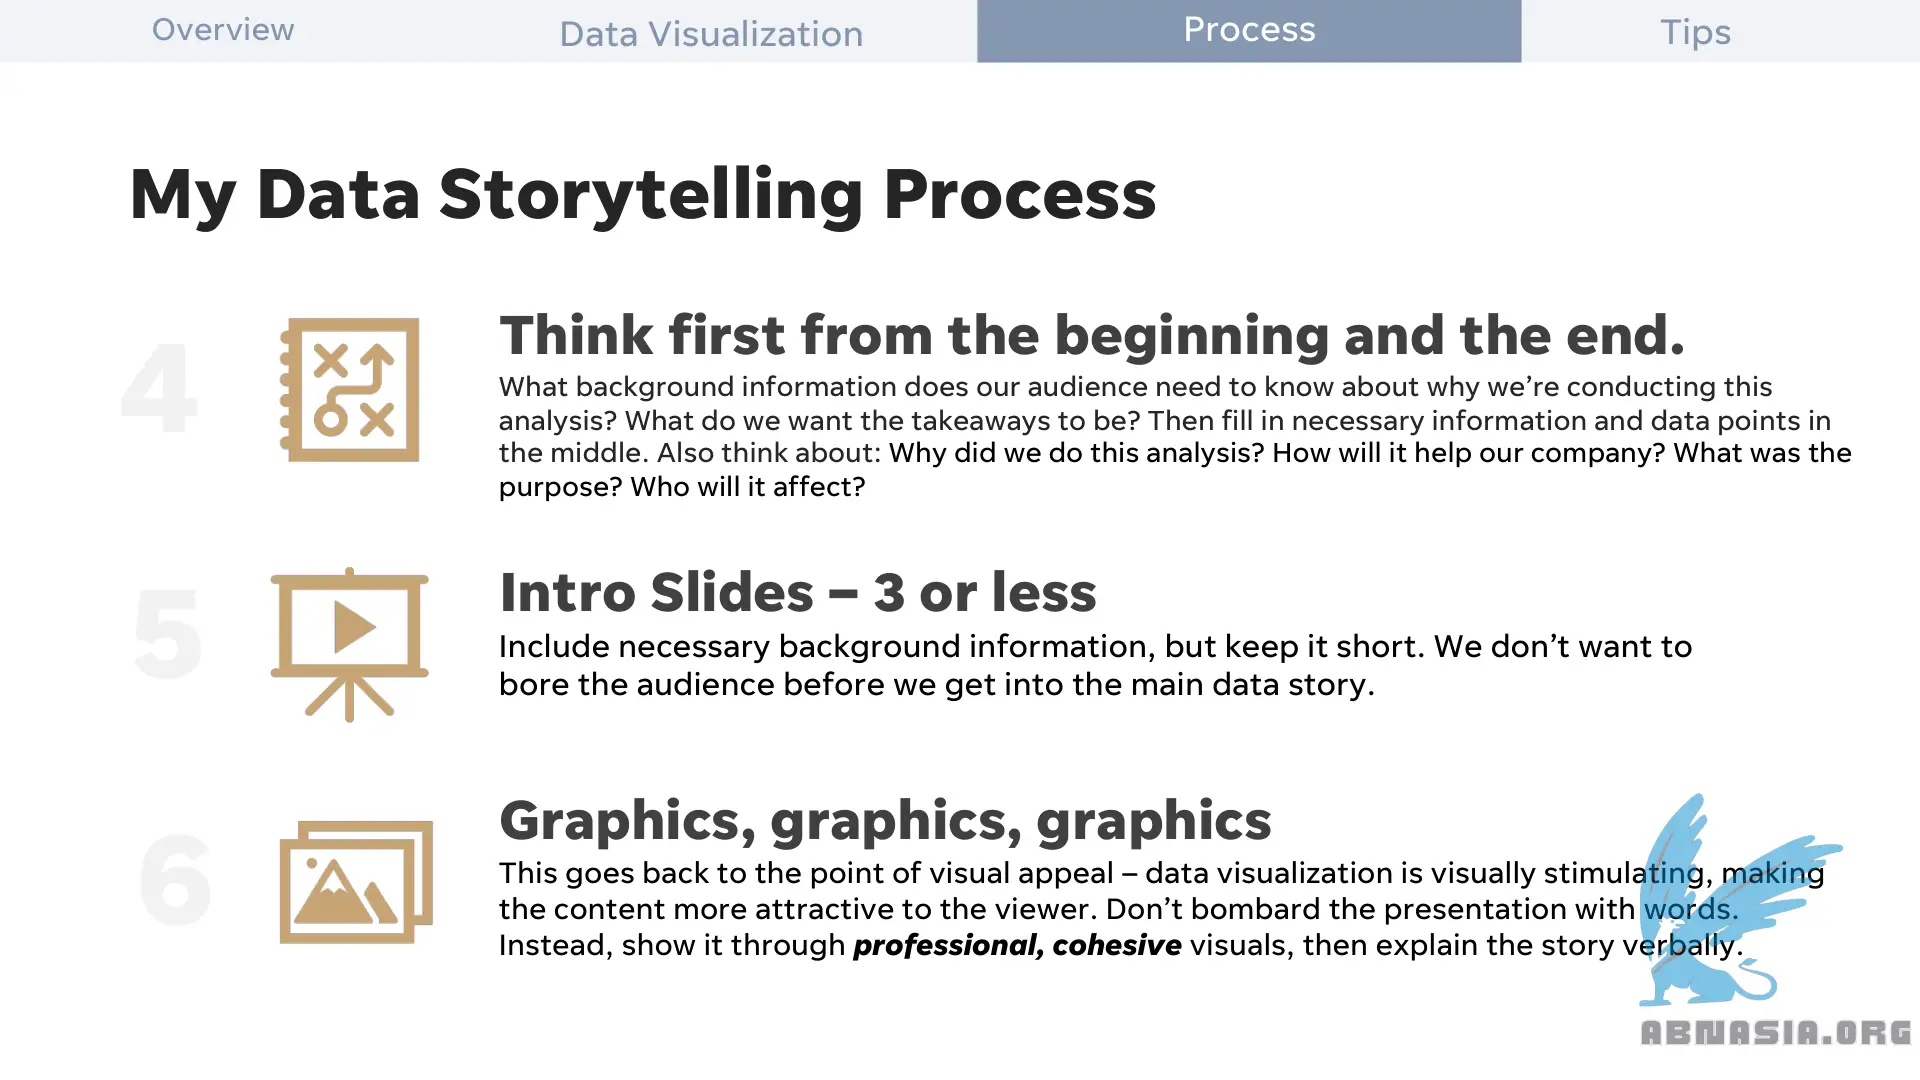 Overview
Data Visualization
Process
Tips
My Data Storytelling Process
4
Think first from the beginning and the end.
What background information does our audience need to know about why we’re conducting this
analysis? What do we want the takeaways to be? Then fill in necessary information and data points in
the middle. Also think about: Why did we do this analysis? How will it help our company? What was the
purpose? Who will it affect?
5
Intro Slides – 3 or less
Include necessary background information, but keep it short. We don’t want to
bore the audience before we get into the main data story.
6
Graphics, graphics, graphics
This goes back to the point of visual appeal – data visualization is visually stimulating, making
the content more attractive to the viewer. Don’t bombard the presentation with words.
Instead, show it through professional, cohesive visuals, then explain the story verbally.
ABNASIA.ORG